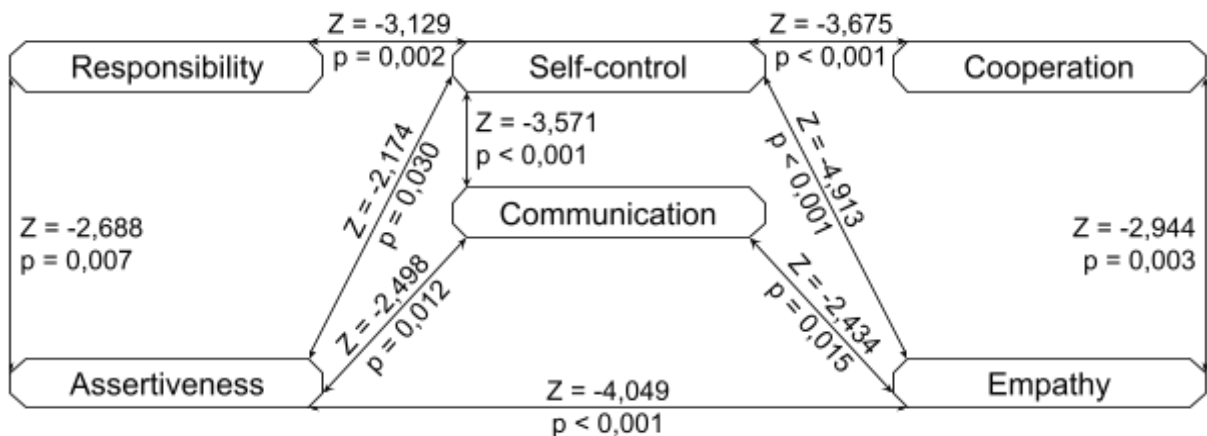 Z = -3,129
p = 0,002
Z = -3,675
p < 0,001
Responsibility
Self-control
Cooperation
Z = -3,571
p < 0,001
Z = -2,174
p = 0,030
Z = -4,913
p < 0,001
Communication
Z = -2,688
p = 0,007
Z = -2,944
p = 0,003
Z = -2,498
p = 0,012
Z = -2,434
p = 0,015
Assertiveness
Empathy
Z = -4,049
p < 0,001